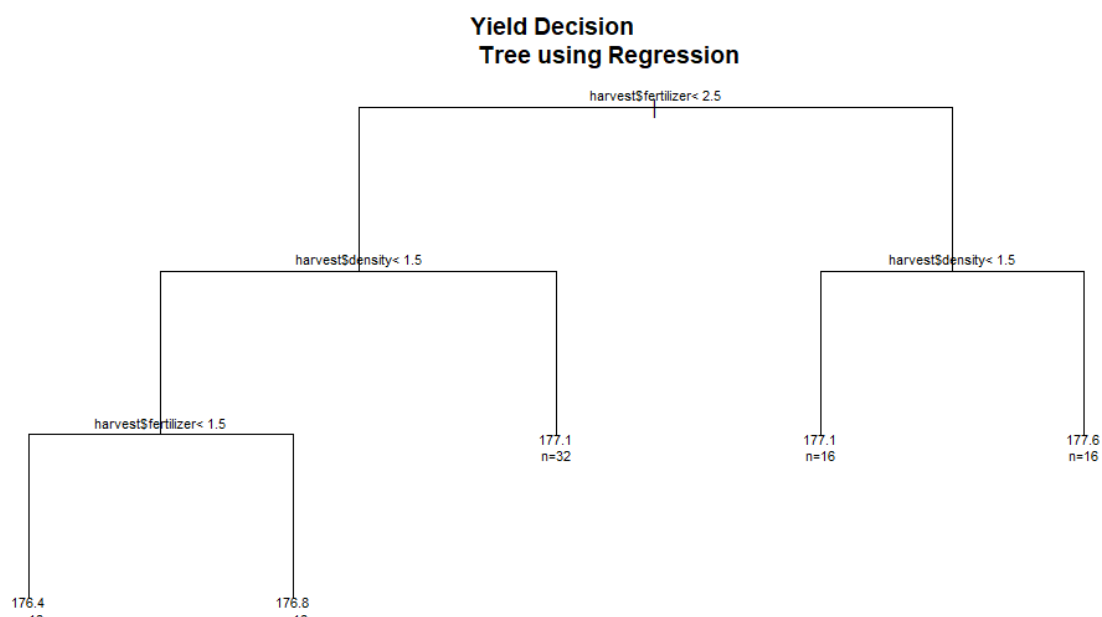 Yield Decision
Tree using Regression
harvest$fertilizer< 2.5
harvest$density< 1.5
harvest$density< 1.5
harvest$fertilizer< 1.5
177.1
n=32
177.1
n=16
177.6
n=16
176.4
176.8